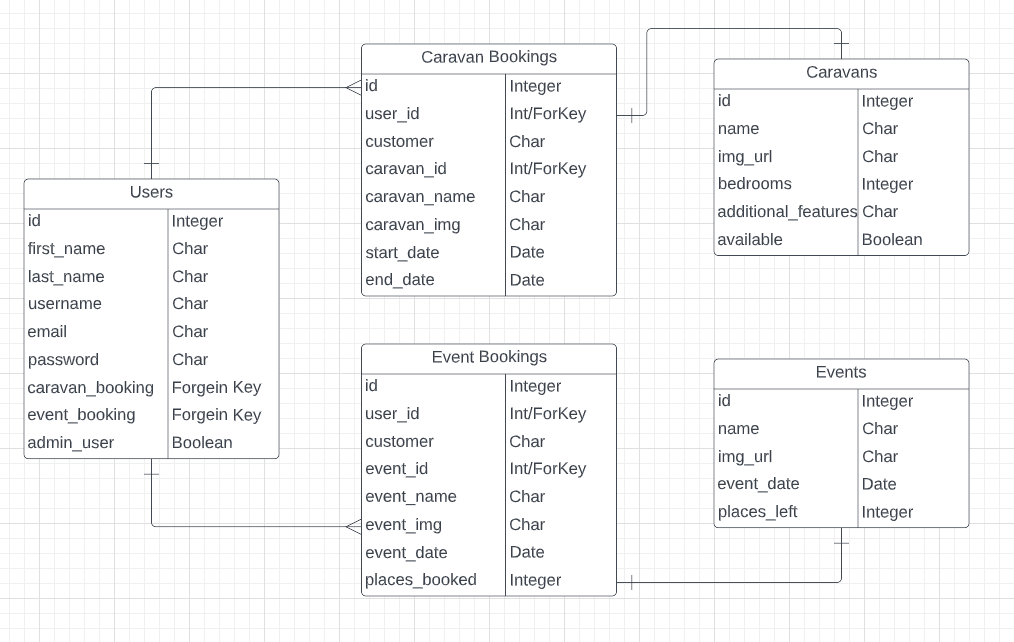 Caravan Bookings
id Integer
user_id Int/ForKey
customer Char
caravan_id Int/ForKey
caravan_name Char
caravan_img Char
start_date Date
end_date Date
Caravans
id Integer
name Char
img_url Char
bedrooms Integer
additional_features Char
available Boolean
Users
id Integer
first_name Char
last_name Char
username Char
email Char
password Char
caravan_booking Forgein Key
event_booking Forgein Key
admin_user Boolean
Event Bookings
id Integer
user_id Int/ForKey
customer Char
event_id Int/ForKey
event_name Char
event_img Char
event_date Date
places_booked Integer
Events
id Integer
name Char
img_url Char
event_date Date
places_left Integer